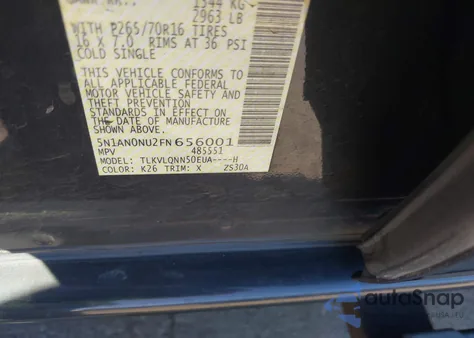 1344 KG
2963 LB
WITH P265/70R16 TIRES
16 X 7.0 RIMS AT 36 PSI
COLD SINGLE
THIS VEHICLE CONFORMS TO
ALL APPLICABLE FEDERAL
MOTOR VEHICLE SAFETY AND
THEFT PREVENTION
STANDARDS IN EFFECT ON
THE DATE OF MANUFACTURE
SHOWN ABOVE.
5N1AN0NU2FN656001
MPV 485551
MODEL: TLKVLQNN50EUA----H
COLOR: K26 TRIM: X ZS30A
autoSnap